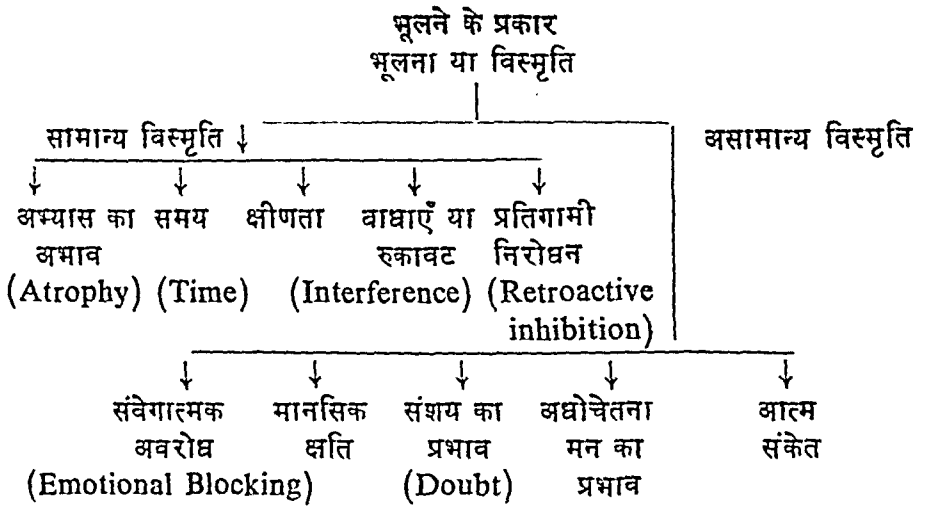 भूलने के प्रकार
भूलना या विस्मृति
सामान्य विस्मृति असामान्य विस्मृति
अभ्यास का समय क्षीणता वाधाएँ या प्रतिगामी
अभाव रुकावट निरोधन
(Atrophy) (Time) (Interference) (Retroactive
inhibition)
संवेगात्मक मानसिक संशय का अधोचेतना आत्म
अवरोध क्षति प्रभाव मन का संकेत
(Emotional Blocking) (Doubt) प्रभाव